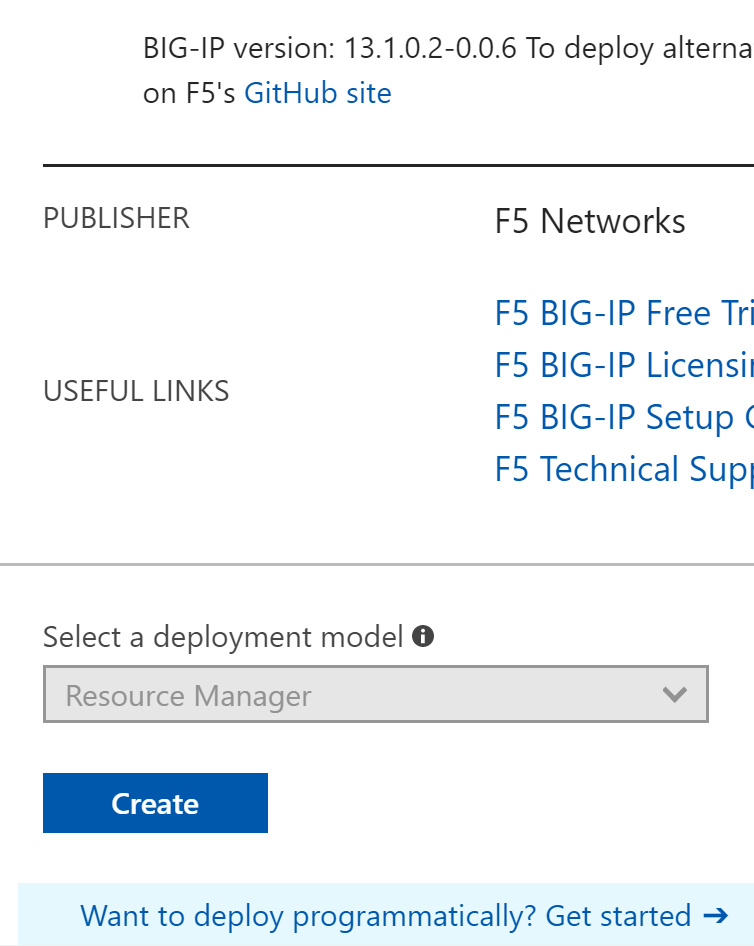 BIG-IP version: 13.1.0.2-0.0.6 To deploy alterna
on F5's GitHub site
PUBLISHER
F5 Networks
USEFUL LINKS
F5 BIG-IP Free Tri
F5 BIG-IP Licensin
F5 BIG-IP Setup G
F5 Technical Supp
Select a deployment model
Resource Manager
Create
Want to deploy programmatically? Get started →